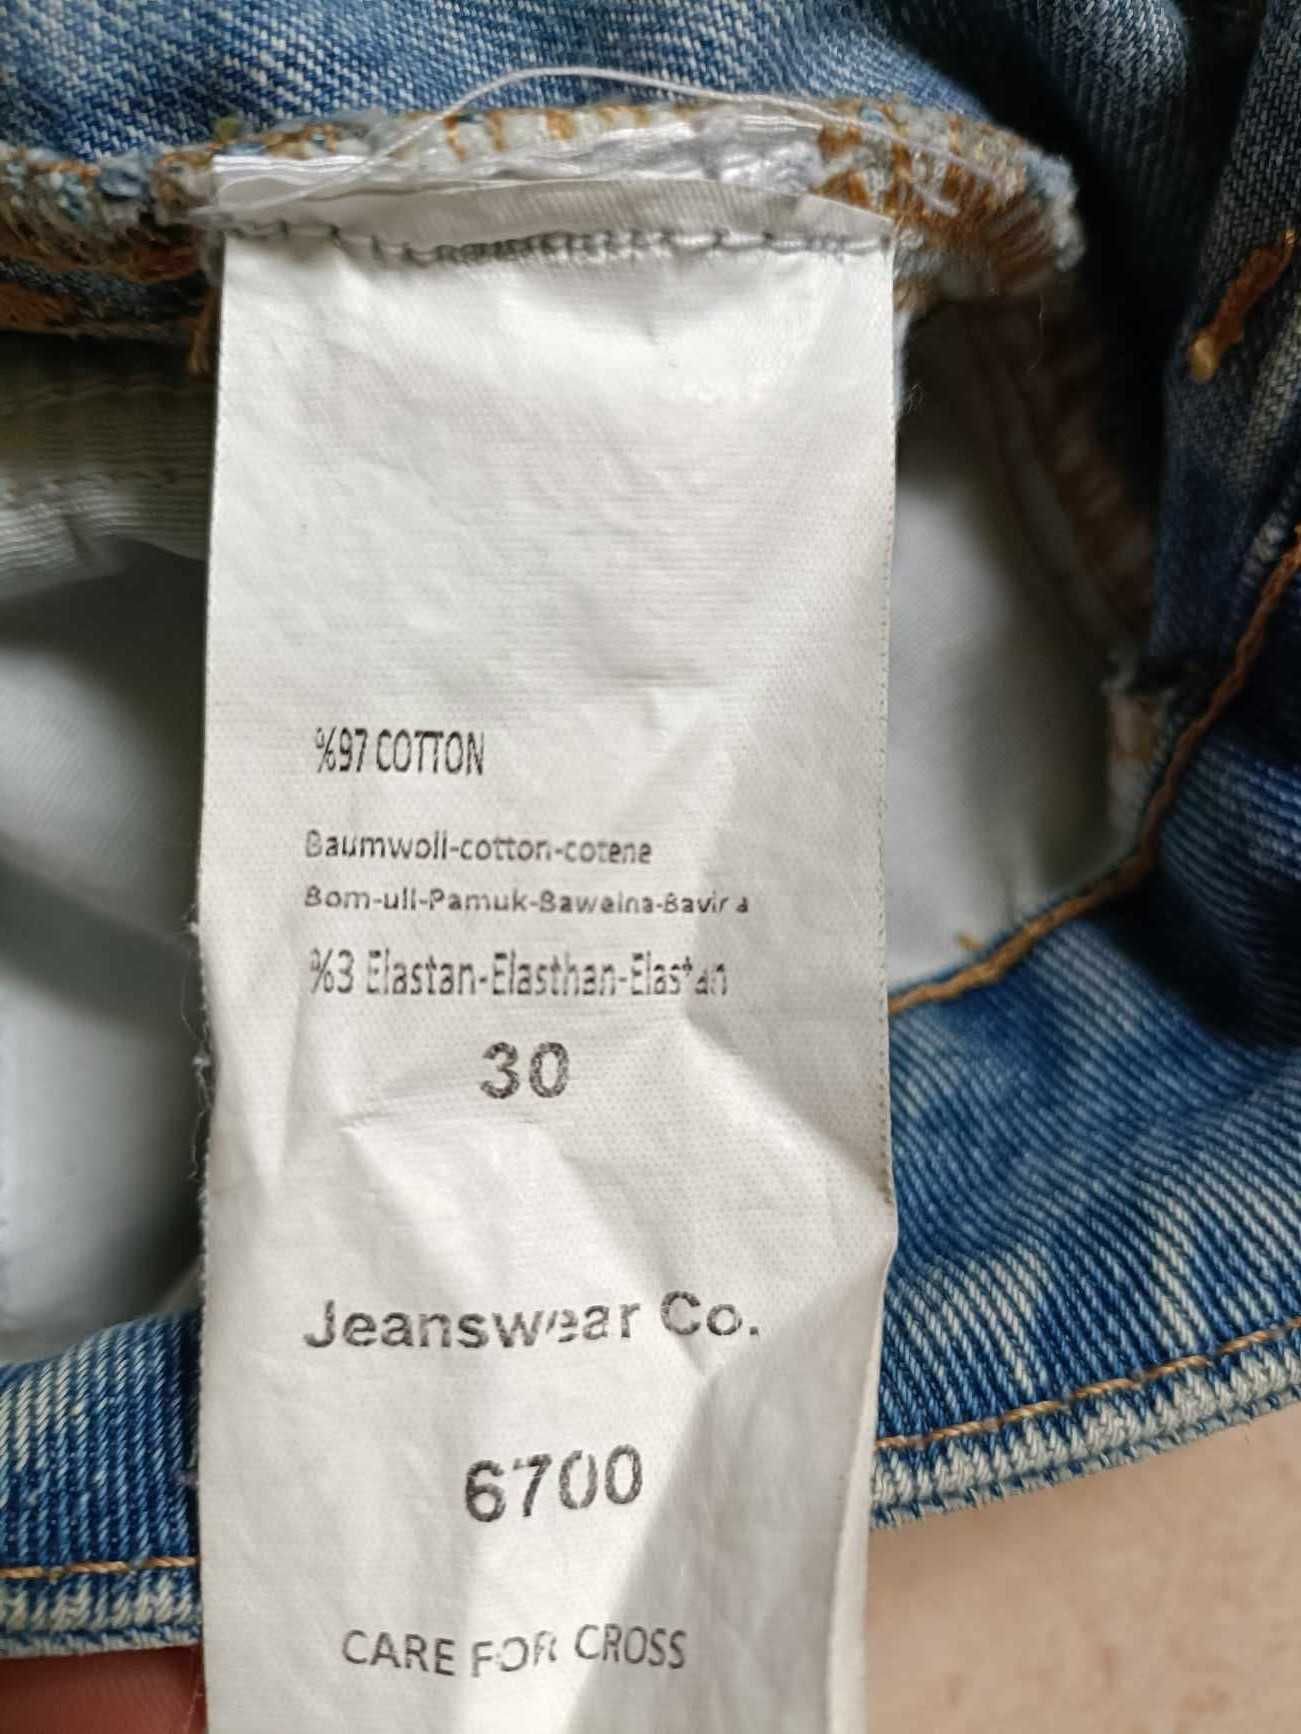 %97 COTTON
Baumwoll-cotton-cotene
Bom-ull-Pamuk-Bawelna-Bavira
%3 Elastan-Elasthan-Elastan
30
Jeanswear Co.
6700
CARE FOR CROSS